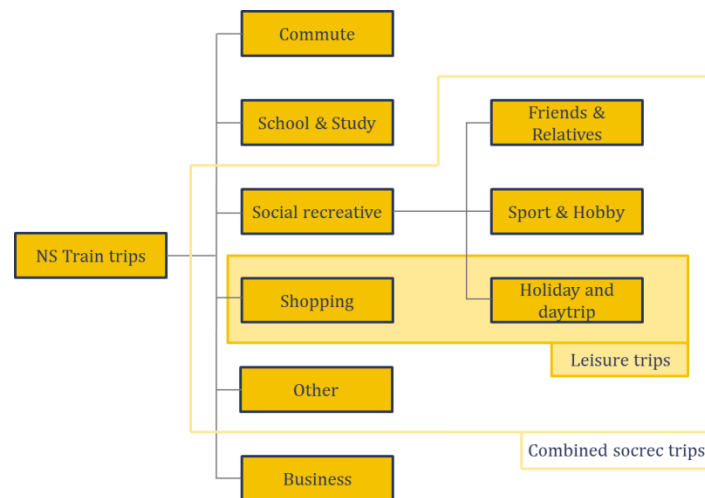 Commute
School & Study
Friends &
Relatives
Social recreative
Sport & Hobby
NS Train trips
Shopping
Holiday and
daytrip
Leisure trips
Other
Combined socrec trips
Business